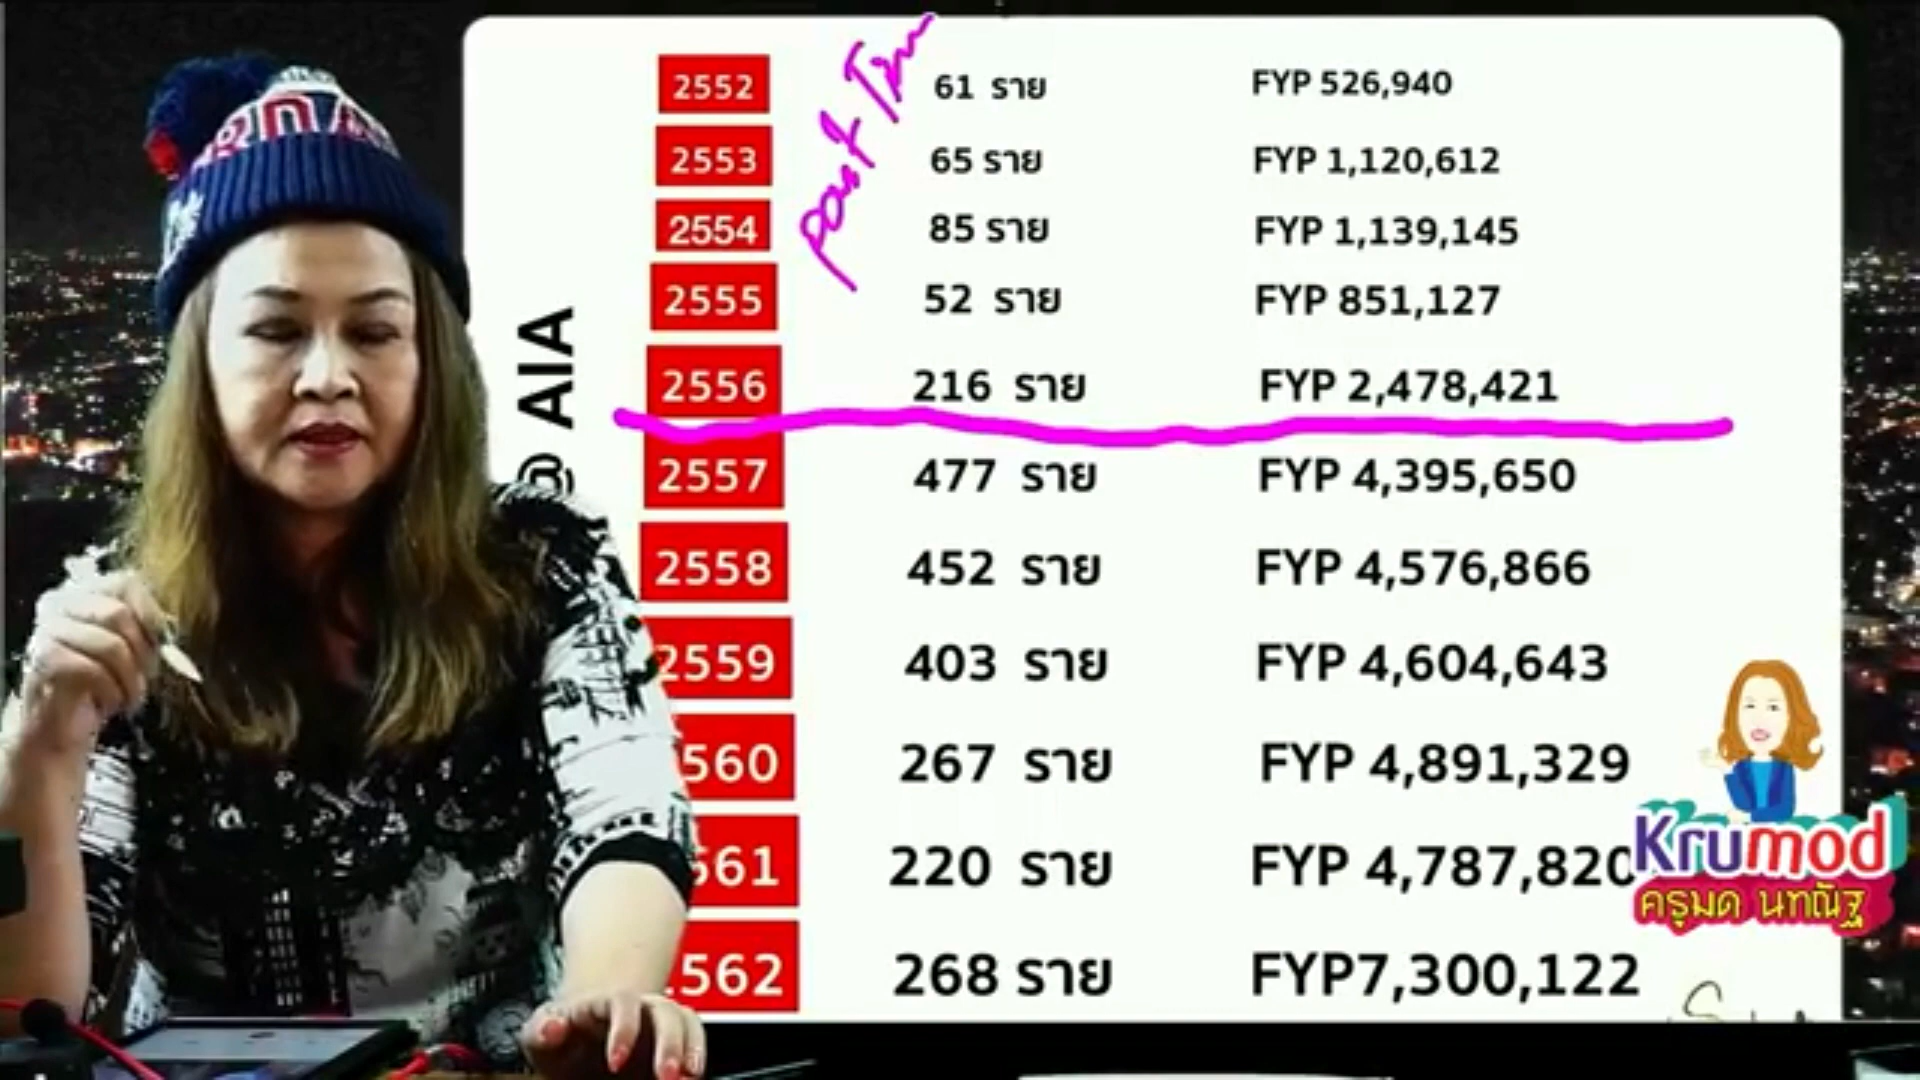 2552 61 ราย FYP 526,940
2553 65 ราย FYP 1,120,612
2554 85 ราย FYP 1,139,145
2555 52 ราย FYP 851,127
2556 216 ราย FYP 2,478,421
2557 477 ราย FYP 4,395,650
2558 452 ราย FYP 4,576,866
2559 403 ราย FYP 4,604,643
560 267 ราย FYP 4,891,329
561 220 ราย FYP 4,787,820
562 268 ราย FYP7,300,122
@ AIA
part
Krumod
ครูมด นทณัฐ